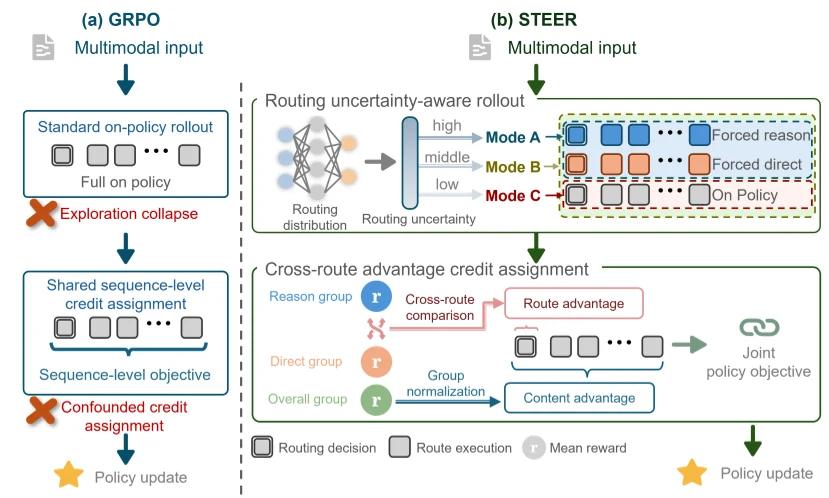 (a) GRPO
Multimodal input
Standard on-policy rollout
Full on policy
Exploration collapse
Shared sequence-level
credit assignment
Sequence-level objective
Confounded credit
assignment
Policy update
(b) STEER
Multimodal input
Routing uncertainty-aware rollout
Routing
distribution
Routing uncertainty
high
middle
low
Mode A
Mode B
Mode C
Forced reason
Forced direct
On Policy
Cross-route advantage credit assignment
Reason group
r
Cross-route
comparison
Route advantage
Direct group
r
Overall group
r
Group
normalization
Content advantage
Joint
policy objective
Routing decision
Route execution
r
Mean reward
Policy update